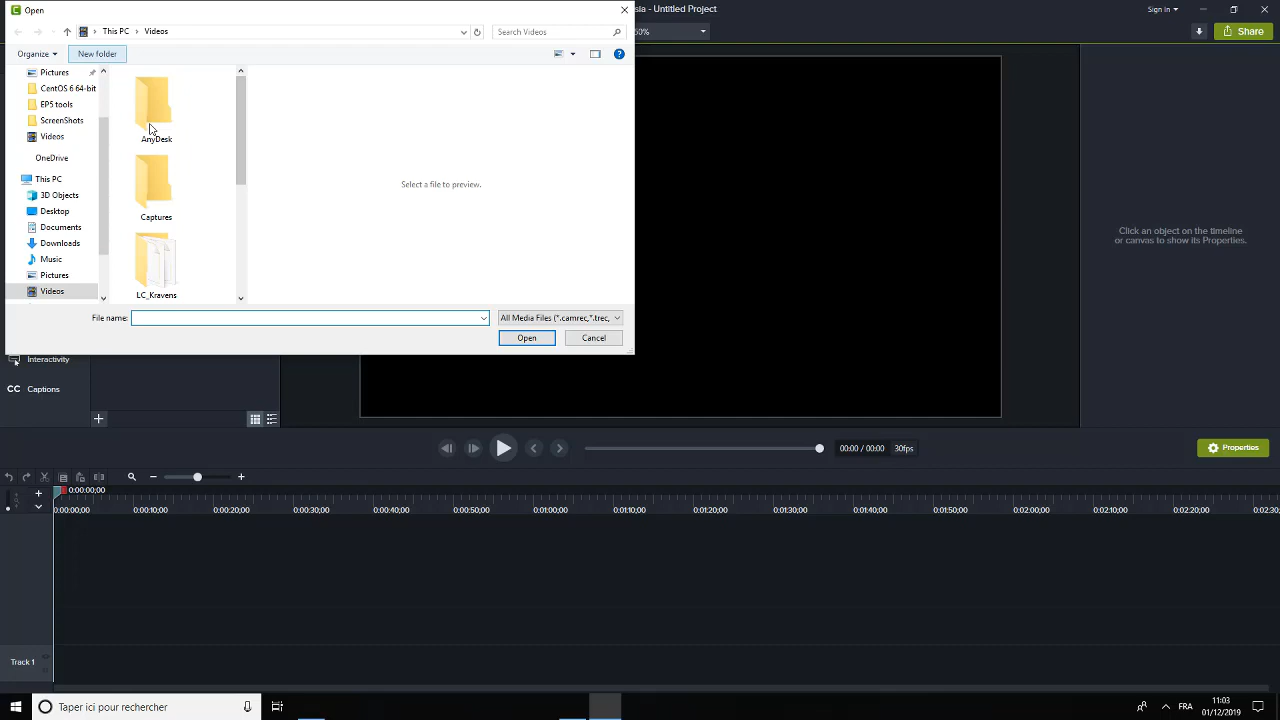 Open
sia - Untitled Project
Sign In
This PC
Videos
Search Videos
50%
Share
Organize
New folder
Pictures
CentOS 6 64-bit
EP5 tools
ScreenShots
Videos
OneDrive
This PC
3D Objects
Desktop
Documents
Downloads
Music
Pictures
Videos
AnyDesk
Captures
LC_Kravens
Select a file to preview.
Click an object on the timeline
or canvas to show its Properties.
File name:
All Media Files (*.camrec,*.trec,
Open
Cancel
Interactivity
CC Captions
00:00 / 00:00
30fps
Properties
0:00:00;00
0:00:00;00
0:00:10;00
0:00:20;00
0:00:30;00
0:00:40;00
0:00:50;00
0:01:00;00
0:01:10;00
0:01:20;00
0:01:30;00
0:01:40;00
0:01:50;00
0:02:00;00
0:02:10;00
0:02:20;00
0:02:30;
Track 1
Taper ici pour rechercher
FRA
11:03
01/12/2019